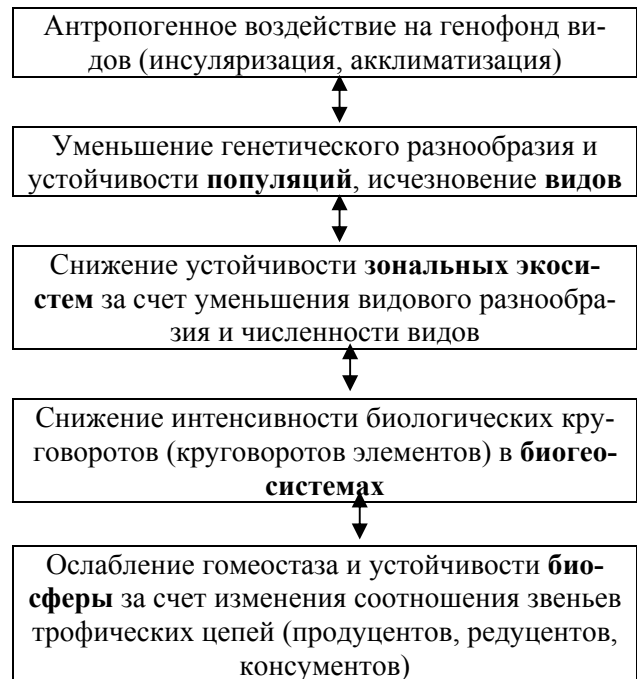 Антропогенное воздействие на генофонд ви-
дов (инсуляризация, акклиматизация)
Уменьшение генетического разнообразия и
устойчивости популяций, исчезновение видов
Снижение устойчивости зональных экоси-
стем за счет уменьшения видового разнообра-
зия и численности видов
Снижение интенсивности биологических кру-
говоротов (круговоротов элементов) в биогео-
системах
Ослабление гомеостаза и устойчивости био-
сферы за счет изменения соотношения звеньев
трофических цепей (продуцентов, редуцентов,
консументов)